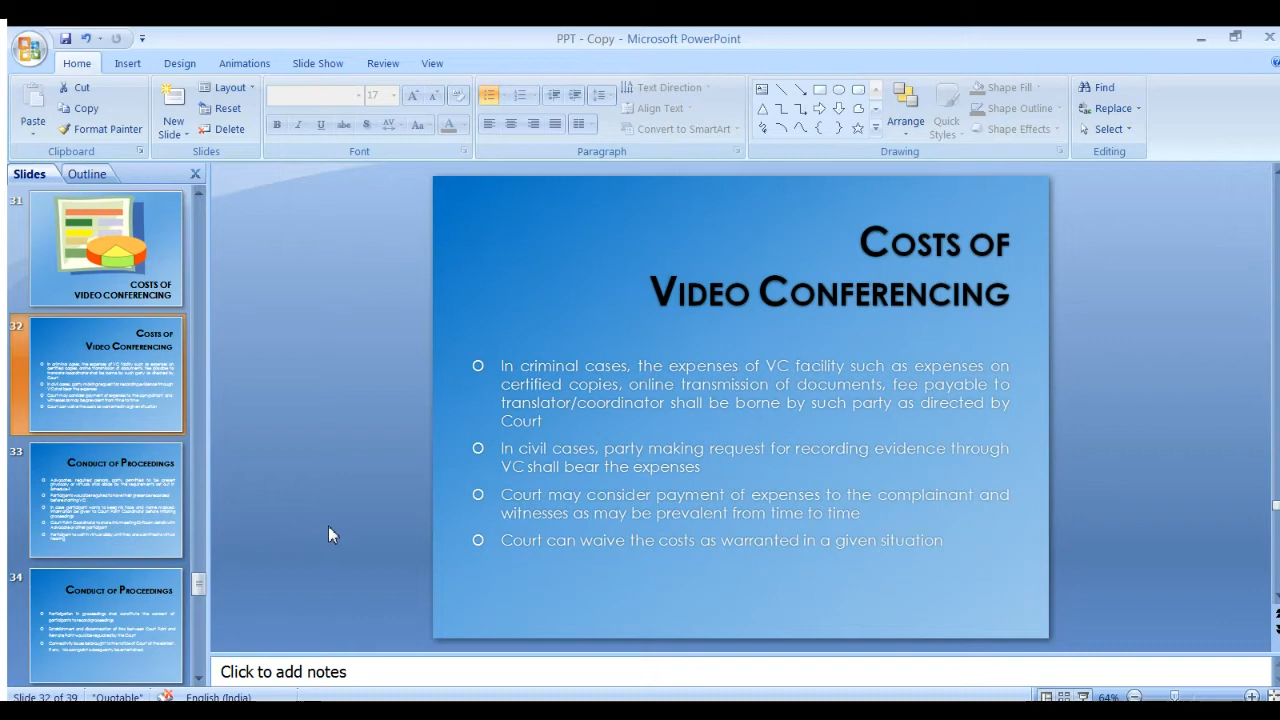 PPT - Copy - Microsoft PowerPoint
Home Insert Design Slide Show Animations Review View
Cut
Copy
Format Painter
Paste
Clipboard
New Slide
Layout
Reset
Delete
Slides
17
Font
Text Direction
Align Text
Convert to SmartArt
Paragraph
Arrange
Quick Styles
Shape Fill
Shape Outline
Shape Effects
Drawing
Find
Replace
Select
Editing
Slides Outline
31
COSTS OF
VIDEO CONFERENCING
32
COSTS OF
VIDEO CONFERENCING
33
CONDUCT OF PROCEEDINGS
34
CONDUCT OF PROCEEDINGS
COSTS OF
VIDEO CONFERENCING
In criminal cases, the expenses of VC facility such as expenses on
certified copies, online transmission of documents, fee payable to
translator/coordinator shall be borne by such party as directed by
Court
In civil cases, party making request for recording evidence through
VC shall bear the expenses
Court may consider payment of expenses to the complainant and
witnesses as may be prevalent from time to time
Court can waive the costs as warranted in a given situation
Click to add notes
Slide 32 of 39 "Quotable" English (India) 64%